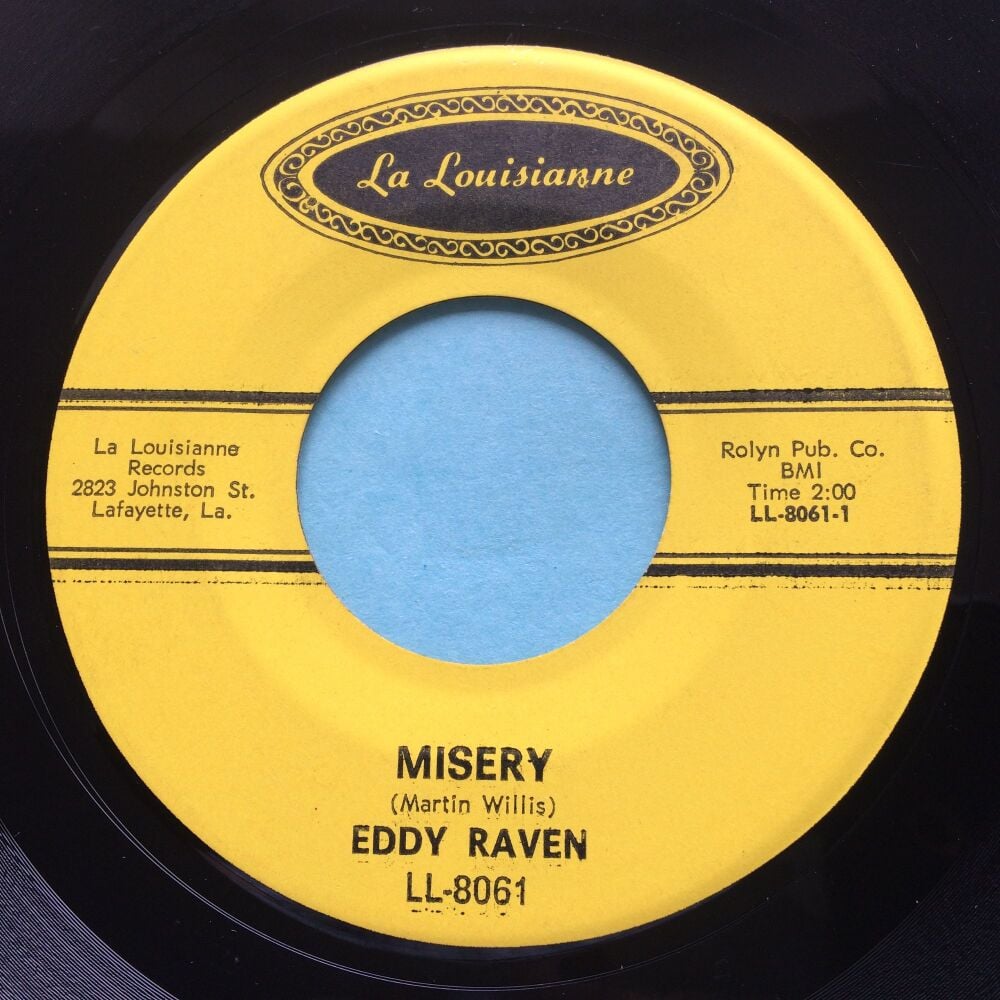 La Louisianne
La Louisianne
Records
2823 Johnston St.
Lafayette, La.
Rolyn Pub. Co.
BMI
Time 2:00
LL-8061-1
MISERY
(Martin Willis)
EDDY RAVEN
LL-8061